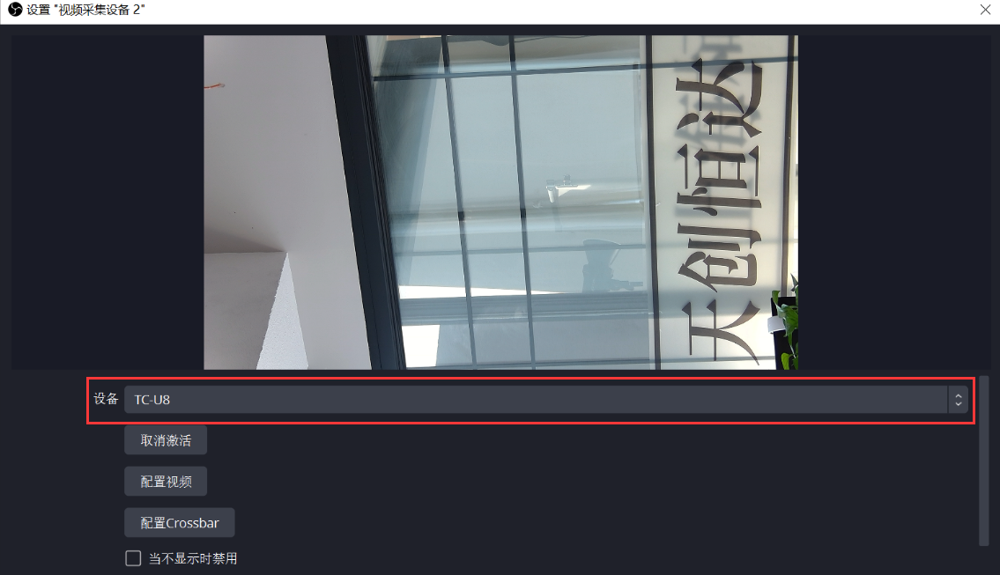 设置 "视频采集设备 2"
天创恒达
设备 TC-U8
取消激活
配置视频
配置Crossbar
当不显示时禁用